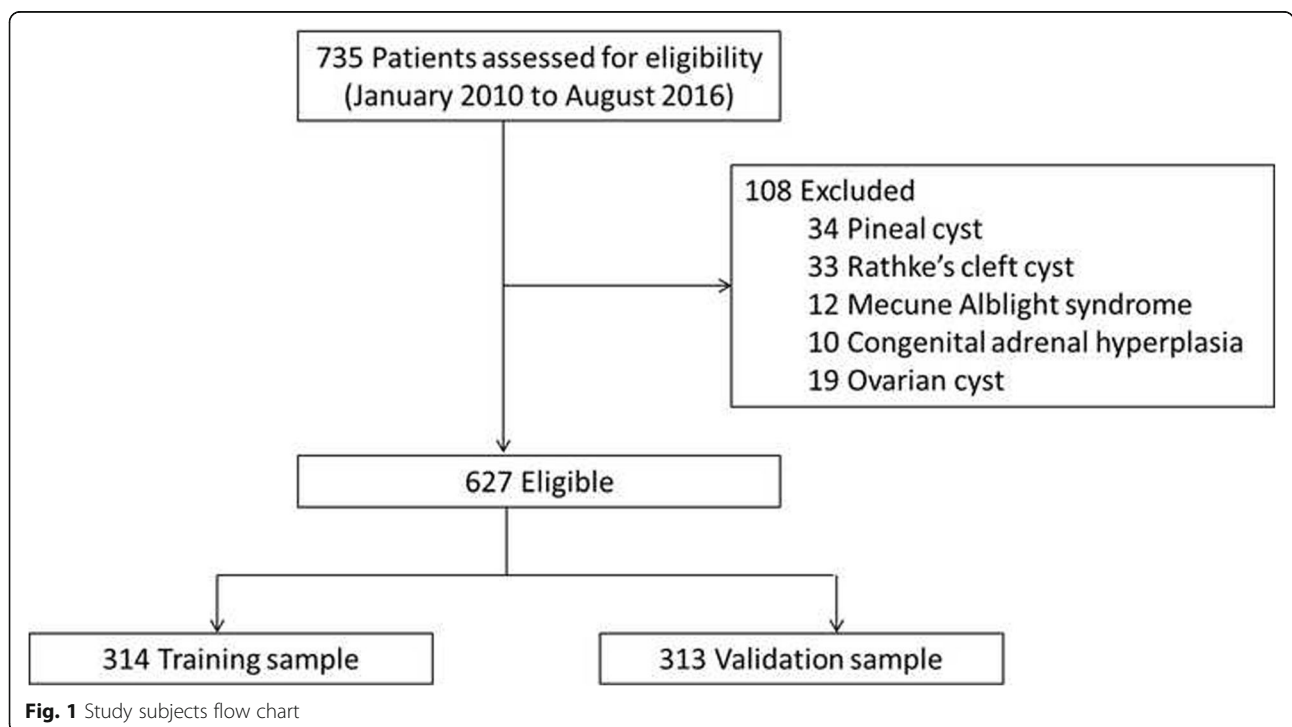 735 Patients assessed for eligibility
(January 2010 to August 2016)
108 Excluded
34 Pineal cyst
33 Rathke’s cleft cyst
12 Mecune Alblight syndrome
10 Congenital adrenal hyperplasia
19 Ovarian cyst
627 Eligible
314 Training sample
313 Validation sample
Fig. 1 Study subjects flow chart